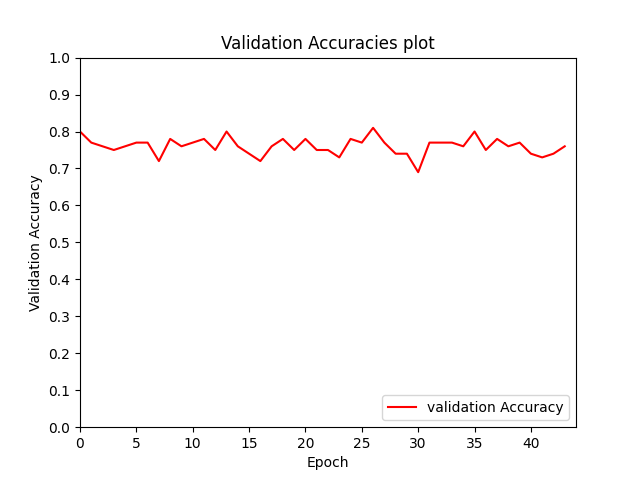 Validation Accuracies plot
1.0
0.9
0.8
0.7
0.6
0.5
0.4
0.3
0.2
0.1
0.0
Validation Accuracy
validation Accuracy
0 5 10 15 20 25 30 35 40
Epoch